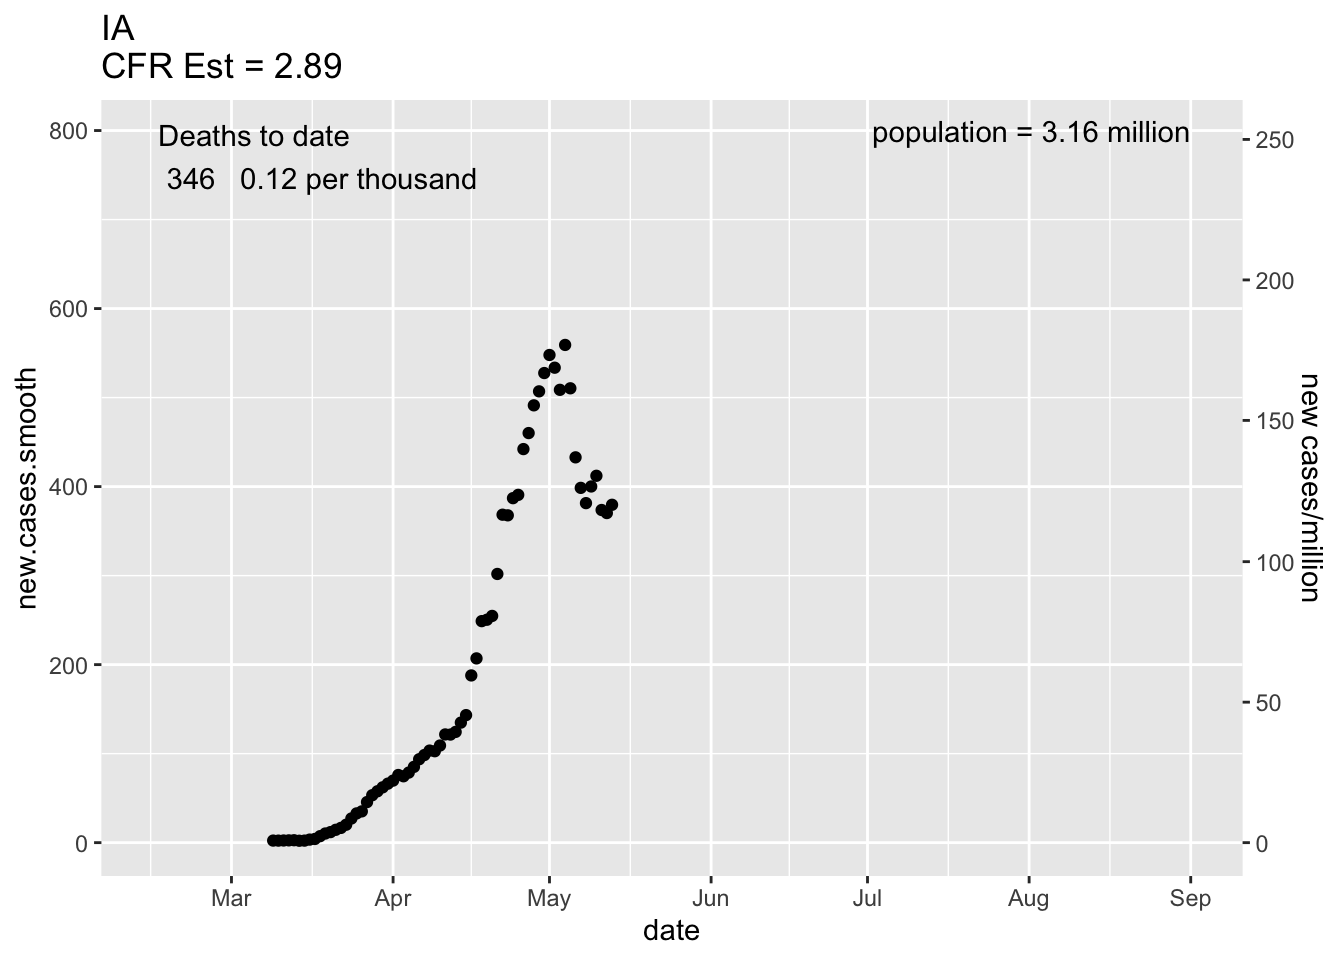 IA
CFR Est = 2.89
Deaths to date
346 0.12 per thousand
population = 3.16 million
800
600
400
200
0
new.cases.smooth
250
200
150
100
50
0
new cases/million
Mar Apr May Jun Jul Aug Sep
date